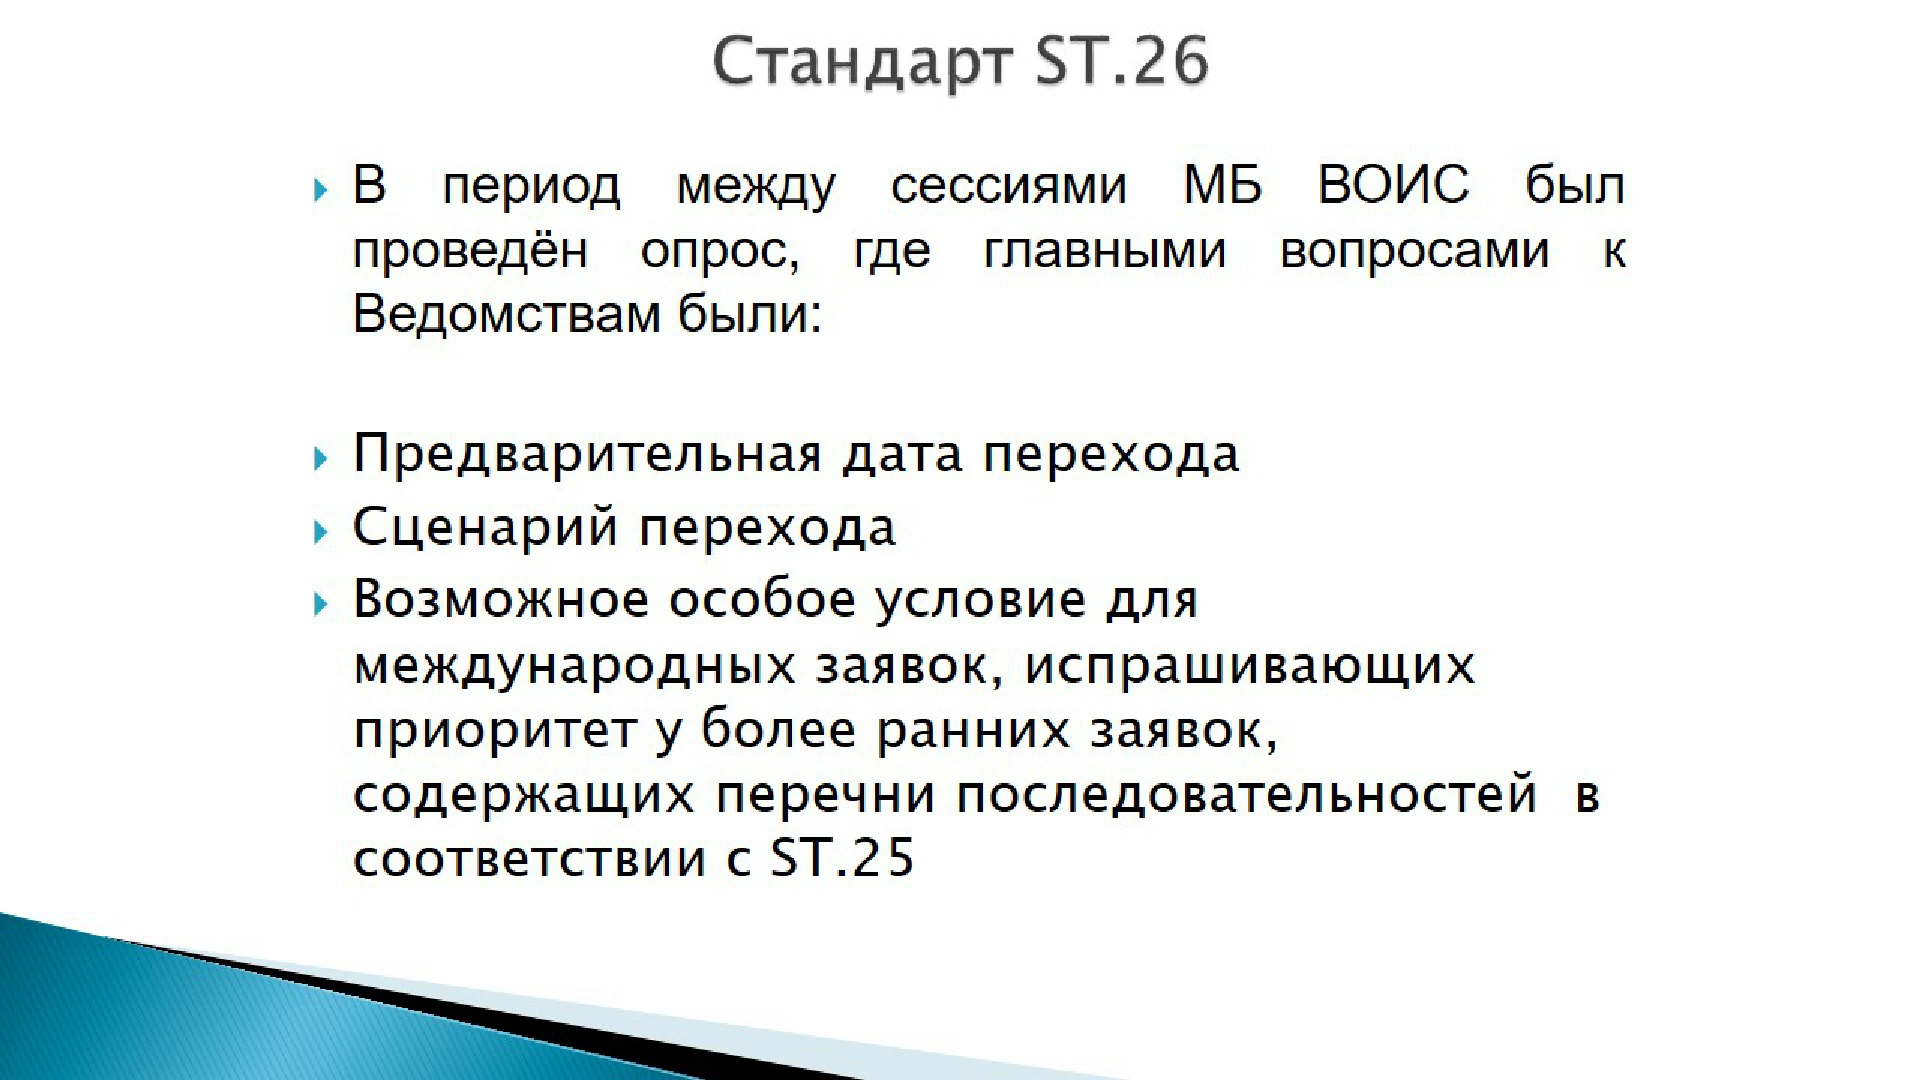 Стандарт ST.26
В период между сессиями МБ ВОИС был
проведён опрос, где главными вопросами к
Ведомствам были:
Предварительная дата перехода
Сценарий перехода
Возможное особое условие для
международных заявок, испрашивающих
приоритет у более ранних заявок,
содержащих перечни последовательностей в
соответствии с ST.25